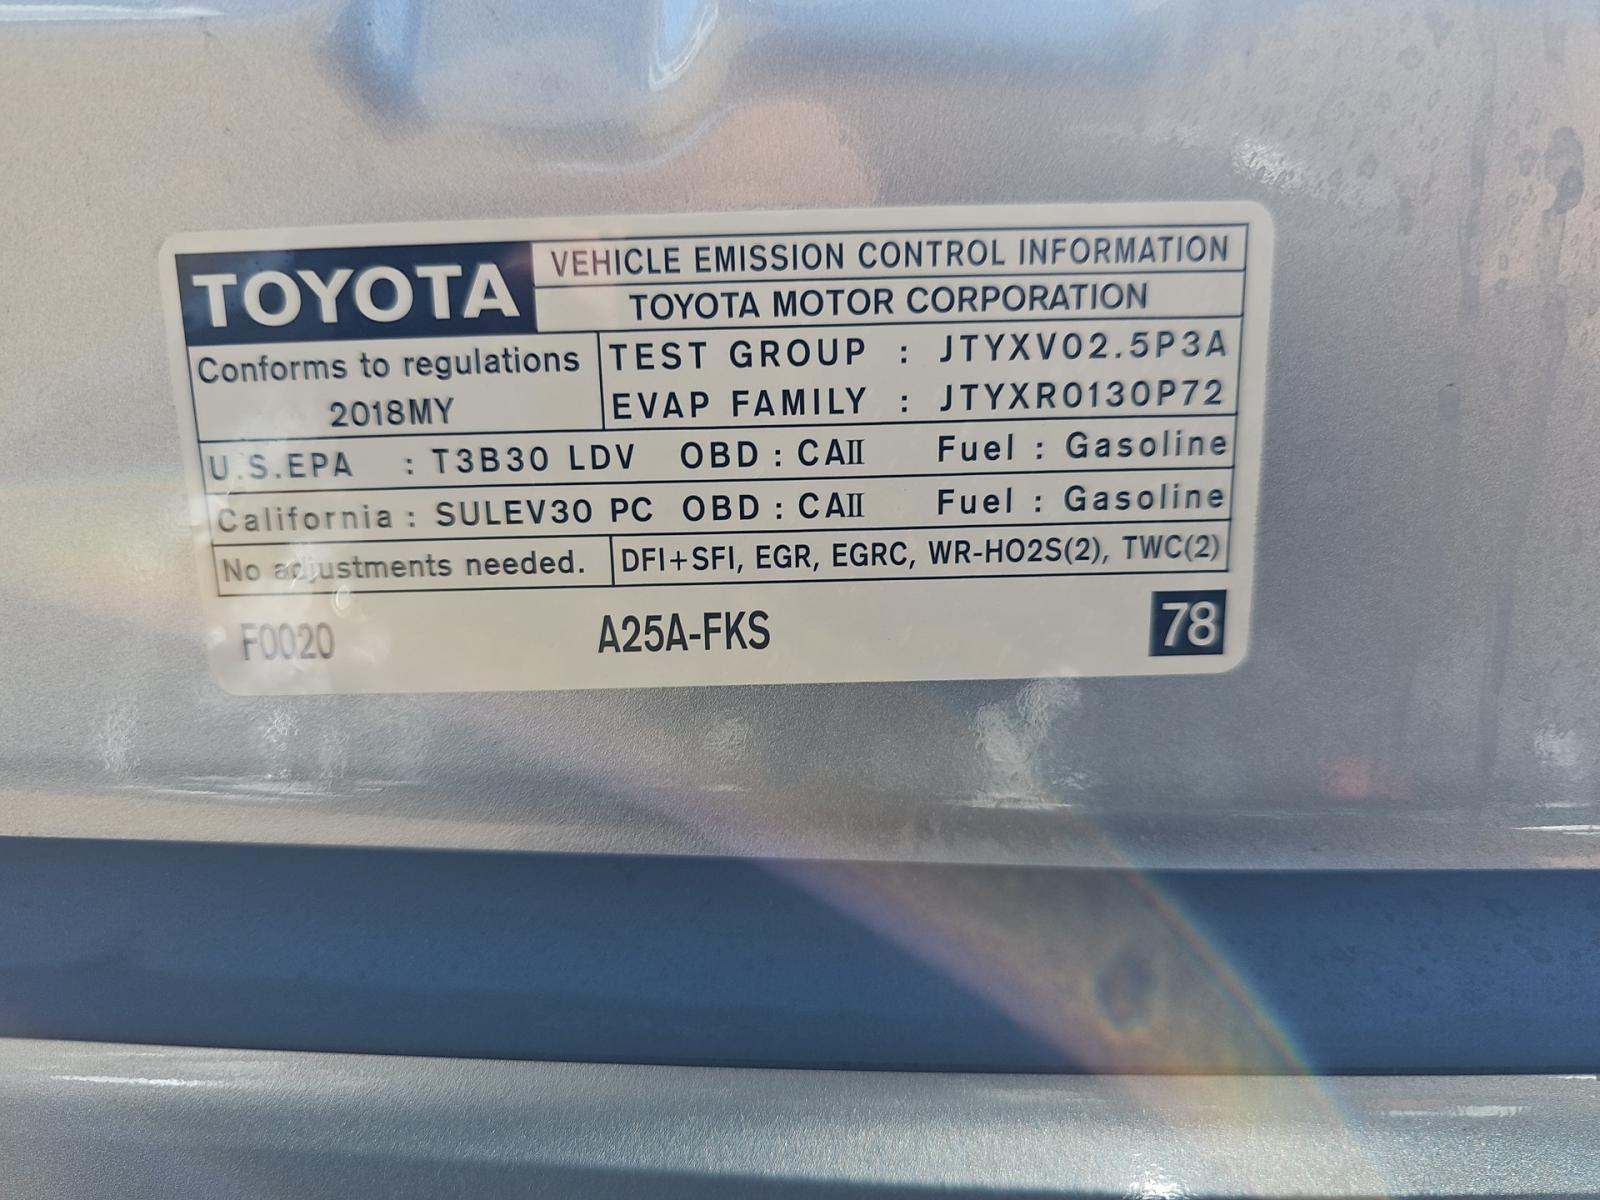 TOYOTA VEHICLE EMISSION CONTROL INFORMATION
TOYOTA MOTOR CORPORATION
Conforms to regulations
2018MY
TEST GROUP : JTYXV02.5P3A
EVAP FAMILY : JTYXR0130P72
U.S.EPA : T3B30 LDV OBD : CAII Fuel : Gasoline
California : SULEV30 PC OBD : CAII Fuel : Gasoline
No adjustments needed. DFI+SFI, EGR, EGRC, WR-HO2S(2), TWC(2)
F0020 A25A-FKS 78